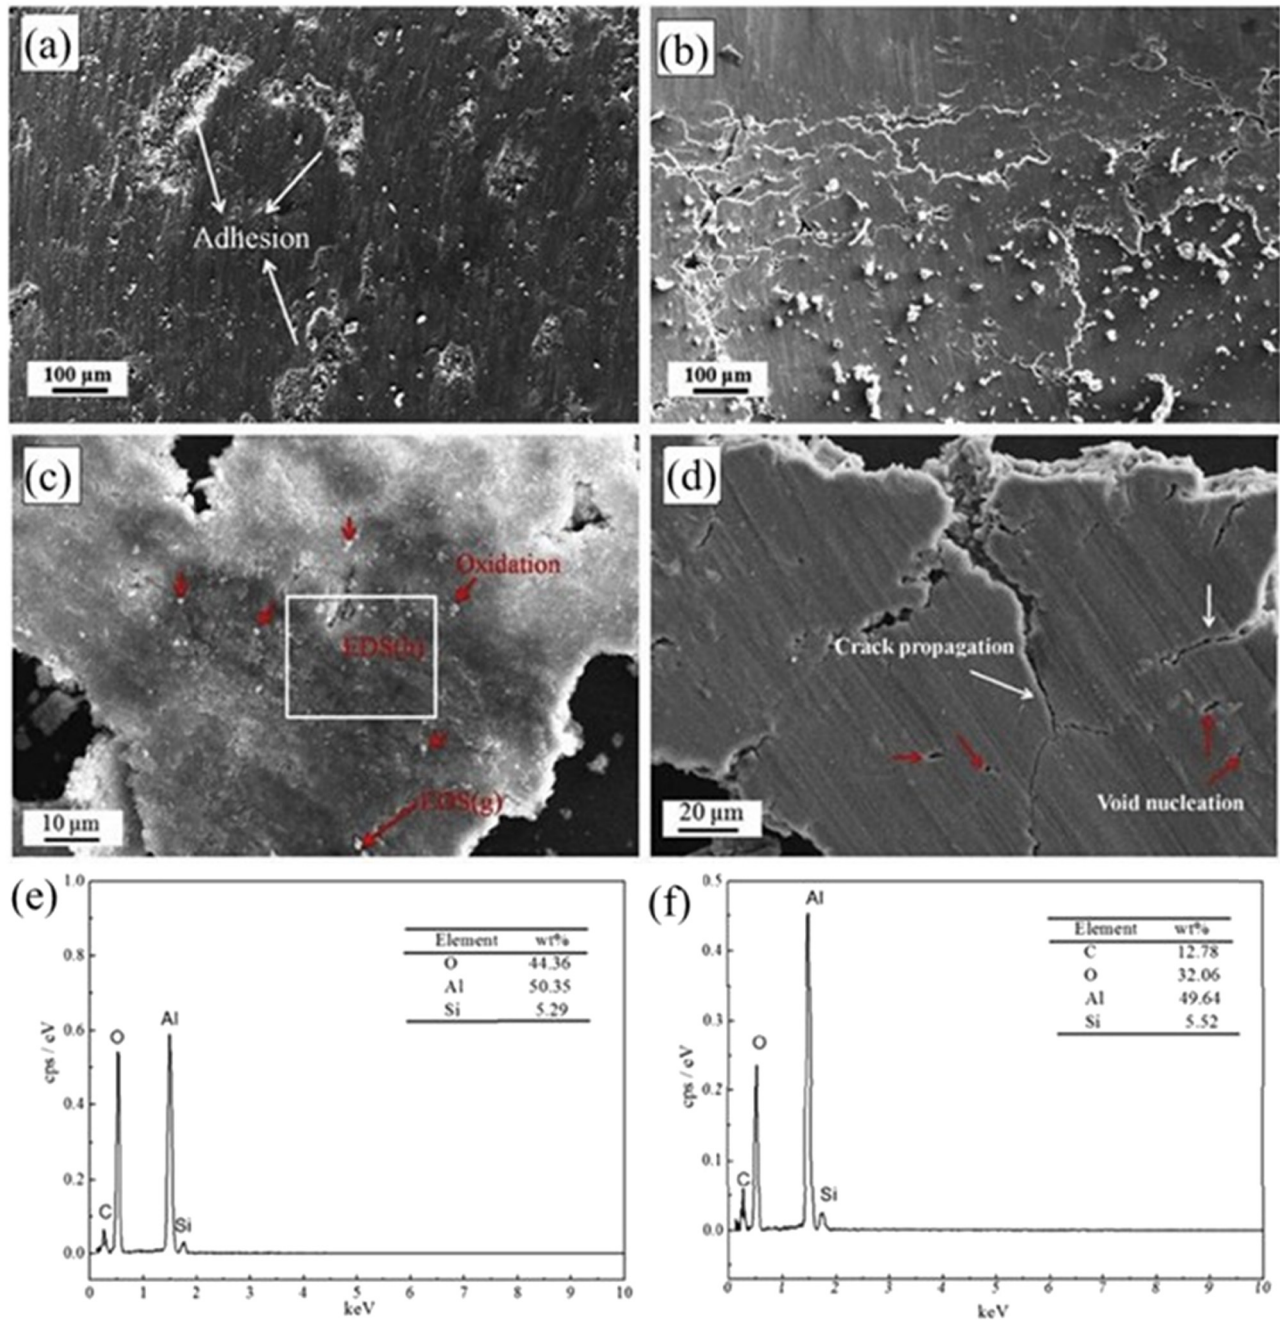 (a)
Adhesion
100 µm
(b)
100 µm
(c)
Oxidation
EDS(h)
EDS(g)
10 µm
(d)
Crack propagation
Void nucleation
20 µm
(e)
1.0
0.8
0.6
0.4
0.2
0.0
cps / eV
C
O
Al
Si
Element wt%
O 44.36
Al 50.35
Si 5.29
0 1 2 3 4 5 6 7 8 9 10
keV
(f)
0.5
0.4
0.3
0.2
0.1
0.0
cps / eV
C
O
Al
Si
Element wt%
C 12.78
O 32.06
Al 49.64
Si 5.52
0 1 2 3 4 5 6 7 8 9 10
keV